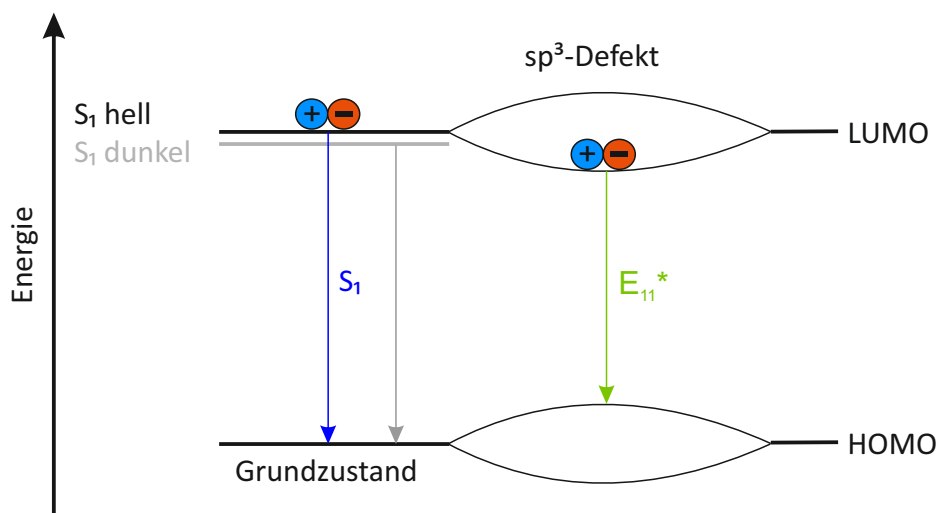 sp³-Defekt
S₁ hell
S₁ dunkel
+ −
LUMO
+ −
Energie
S₁
E₁₁*
HOMO
Grundzustand